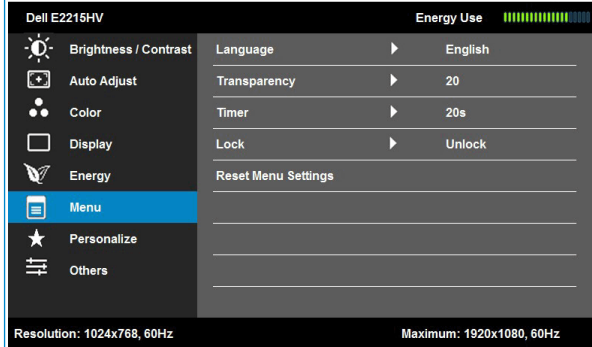 Dell E2215HV Energy Use
Brightness / Contrast Language English
Auto Adjust Transparency 20
Color Timer 20s
Display Lock Unlock
Energy Reset Menu Settings
Menu
Personalize
Others
Resolution: 1024x768, 60Hz Maximum: 1920x1080, 60Hz